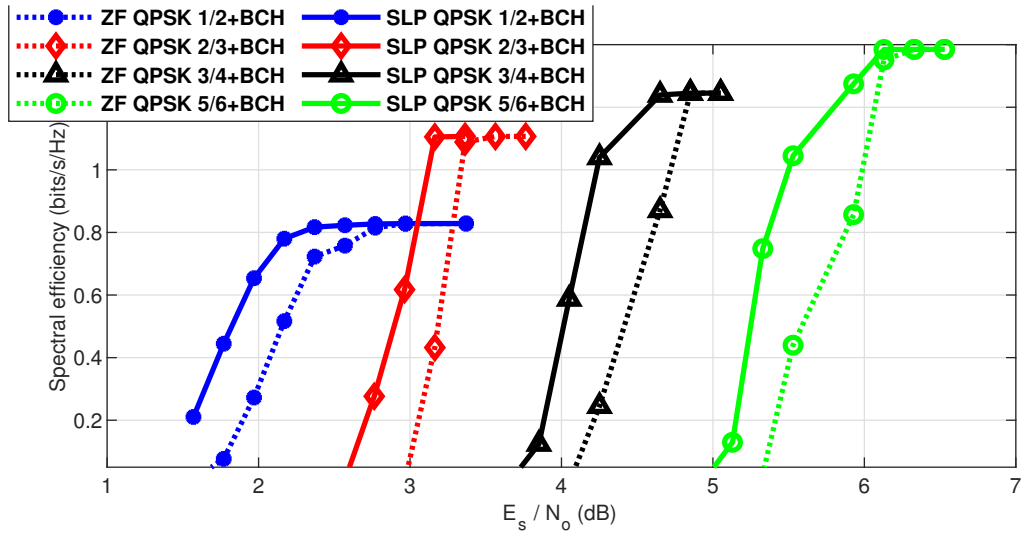 ZF QPSK 1/2+BCH SLP QPSK 1/2+BCH
ZF QPSK 2/3+BCH SLP QPSK 2/3+BCH
ZF QPSK 3/4+BCH SLP QPSK 3/4+BCH
ZF QPSK 5/6+BCH SLP QPSK 5/6+BCH
Spectral efficiency (bits/s/Hz)
1
0.8
0.6
0.4
0.2
1 2 3 4 5 6 7
E_s / N_o (dB)